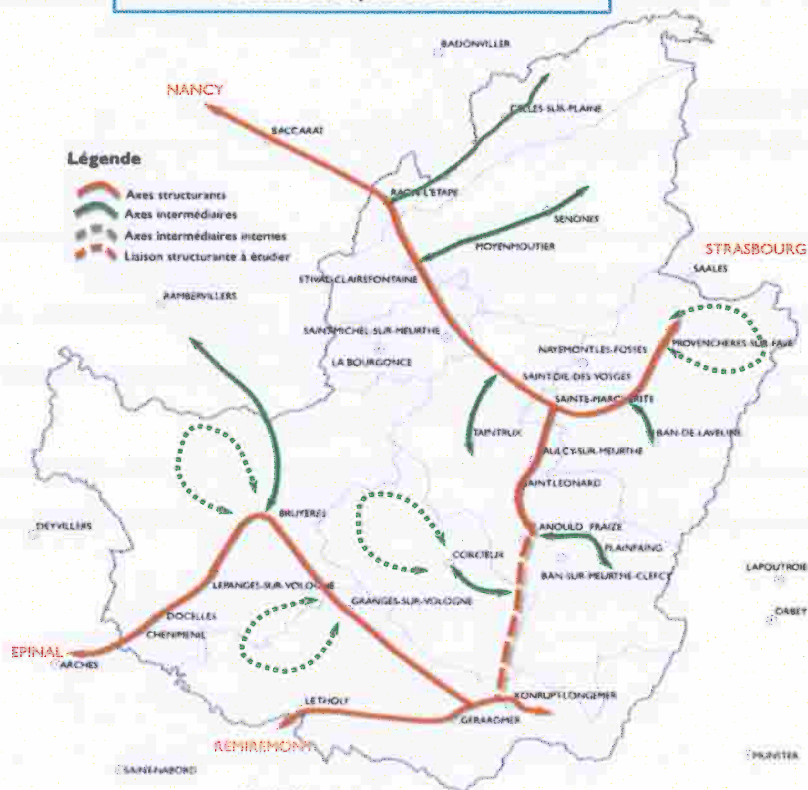 BADONVILLER
NANCY
CELLES-SUR-PLAINE
BACCARAT
Légende
Axes structurants
Axes intermédiaires
Axes intermédiaires internes
Liaison structurante à étudier
RAON-L'ETAPE
SENONES
MOYENMOUTIER
STRASBOURG
SAALES
ETIVAL-CLAIREFONTAINE
RAMBERVILLERS
SAINT-MICHEL-SUR-MEURTHE
LA BOURGONCE
NAYEMONT-LES-FOSSES
PROVENCHERES-SUR-FAVE
SAINT-DIE-DES-VOSGES
SAINTE-MARGUERITE
TAINTRUX
BAN-DE-LAVELINE
AULCY-SUR-MEURTHE
SAINT-LEONARD
BRUYERES
DEYVILLERS
ANOULD FRAIZE
CORCIEUX
PLAINFAING
BAN-SUR-MEURTHE-CLEFCY
LAPOUTROIE
LEPANGES-SUR-VOLOGNE
GRANGES-SUR-VOLOGNE
ORBEY
DOCELLES
CHENIMENIL
EPINAL
ARCHES
XONRUPT-LONGEMER
LE THOLY
GERARDMER
REMIREMONT
SAINT-NABORD
MUNSTER